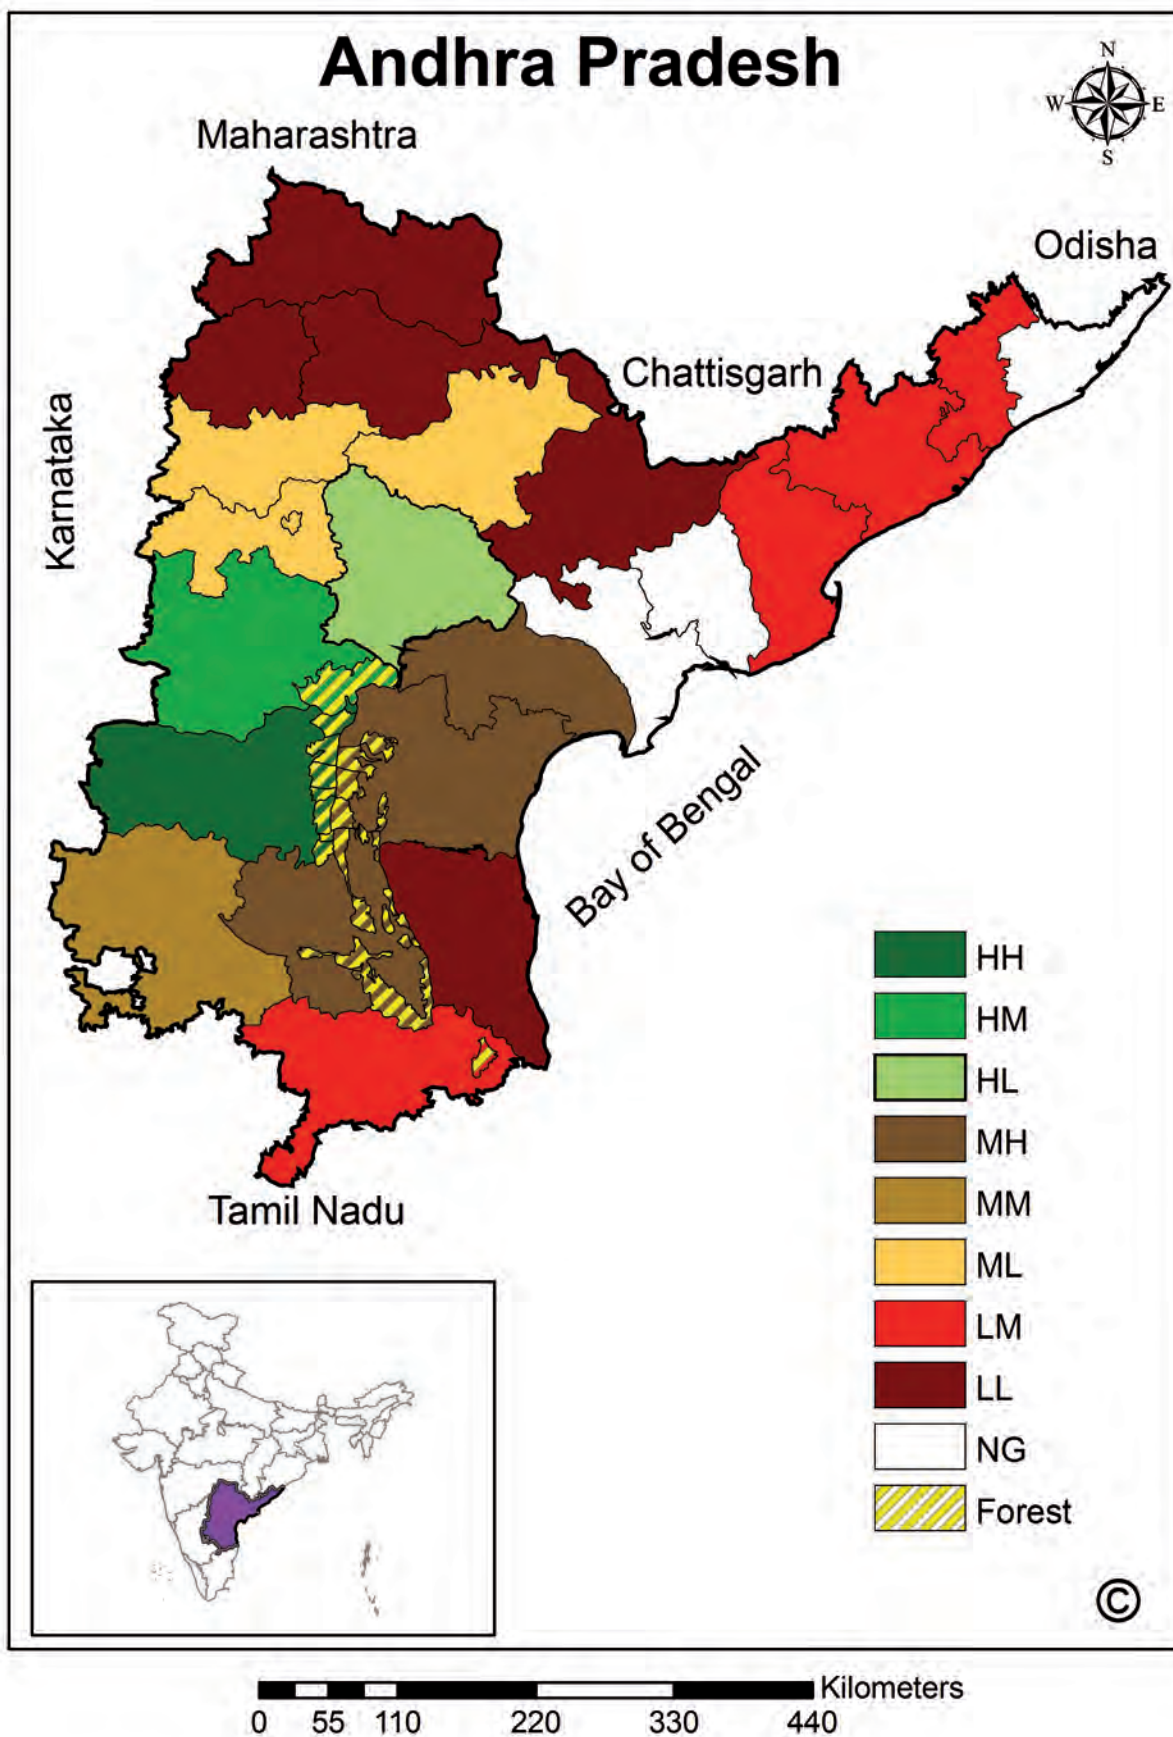 Andhra Pradesh
N
W
E
S
Maharashtra
Odisha
Chattisgarh
Karnataka
Bay of Bengal
Tamil Nadu
HH
HM
HL
MH
MM
ML
LM
LL
NG
Forest
©
Kilometers
0 55 110 220 330 440